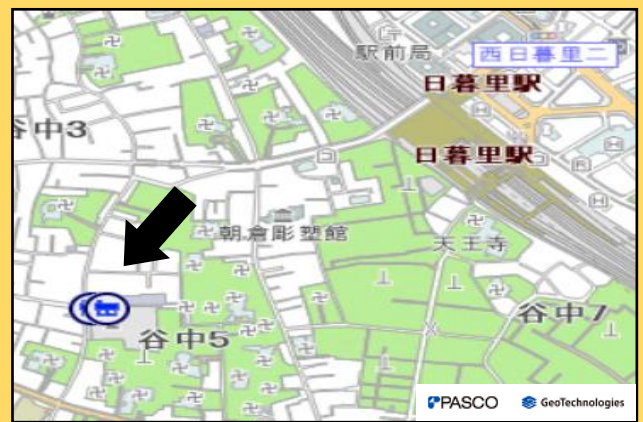 駅前局
西日暮里二
日暮里駅
谷中3
日暮里駅
朝倉彫塑館
天王寺
谷中7
谷中5
PASCO
GeoTechnologies